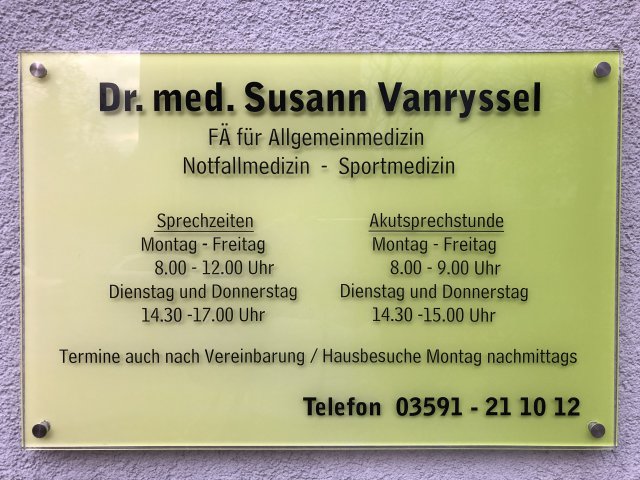 Dr. med. Susann Vanryssel
FÄ für Allgemeinmedizin
Notfallmedizin - Sportmedizin
Sprechzeiten
Montag - Freitag
8.00 - 12.00 Uhr
Dienstag und Donnerstag
14.30 -17.00 Uhr
Akutsprechstunde
Montag - Freitag
8.00 - 9.00 Uhr
Dienstag und Donnerstag
14.30 -15.00 Uhr
Termine auch nach Vereinbarung / Hausbesuche Montag nachmittags
Telefon 03591 - 21 10 12